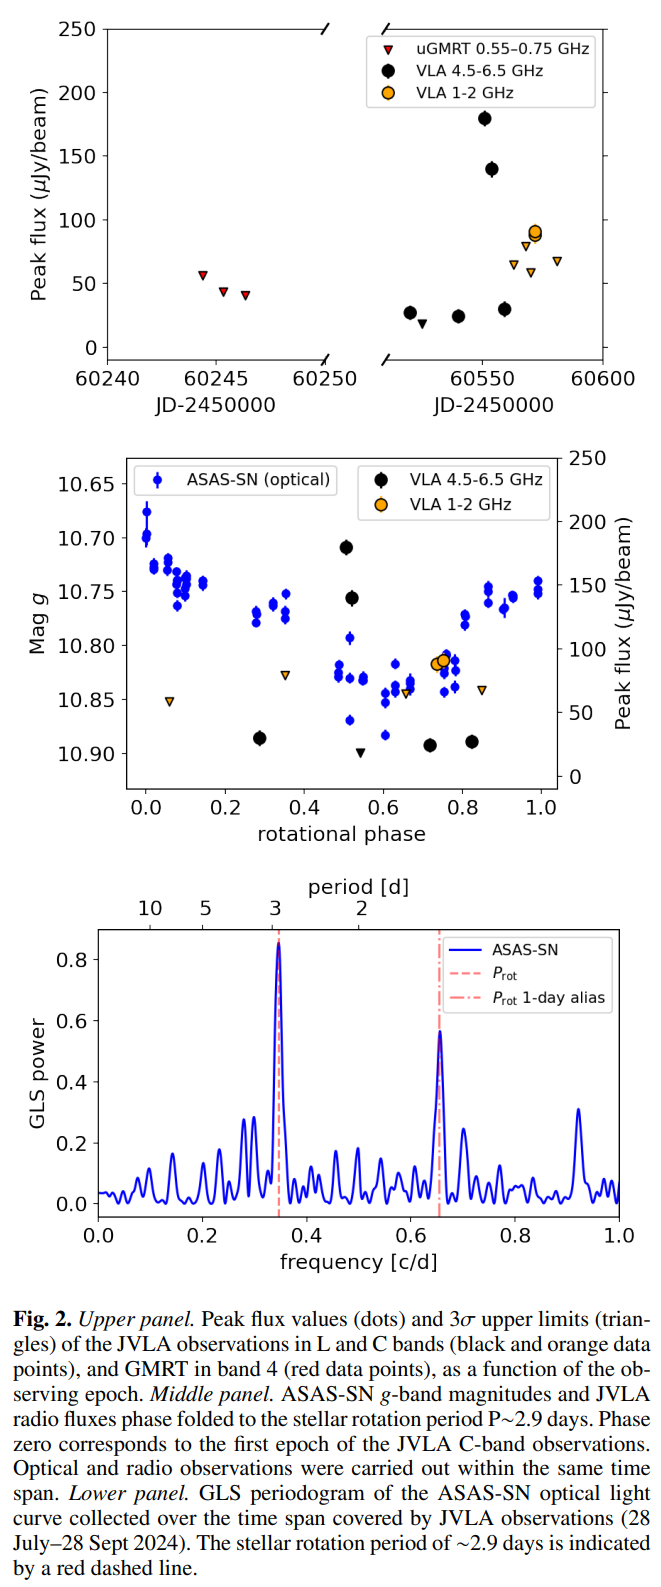 250
200
150
100
50
0
Peak flux (μJy/beam)
uGMRT 0.55–0.75 GHz
VLA 4.5-6.5 GHz
VLA 1-2 GHz
60240 60245 60250 60550 60600
JD-2450000 JD-2450000
ASAS-SN (optical)
VLA 4.5-6.5 GHz
VLA 1-2 GHz
10.65
10.70
10.75
10.80
10.85
10.90
Mag g
250
200
150
100
50
0
Peak flux (μJy/beam)
0.0 0.2 0.4 0.6 0.8 1.0
rotational phase
period [d]
10 5 3 2
ASAS-SN
Prot
Prot 1-day alias
0.8
0.6
0.4
0.2
0.0
GLS power
0.0 0.2 0.4 0.6 0.8 1.0
frequency [c/d]
Fig. 2. Upper panel. Peak flux values (dots) and 3σ upper limits (trian-
gles) of the JVLA observations in L and C bands (black and orange data
points), and GMRT in band 4 (red data points), as a function of the ob-
serving epoch. Middle panel. ASAS-SN g-band magnitudes and JVLA
radio fluxes phase folded to the stellar rotation period P~2.9 days. Phase
zero corresponds to the first epoch of the JVLA C-band observations.
Optical and radio observations were carried out within the same time
span. Lower panel. GLS periodogram of the ASAS-SN optical light
curve collected over the time span covered by JVLA observations (28
July–28 Sept 2024). The stellar rotation period of ~2.9 days is indicated
by a red dashed line.